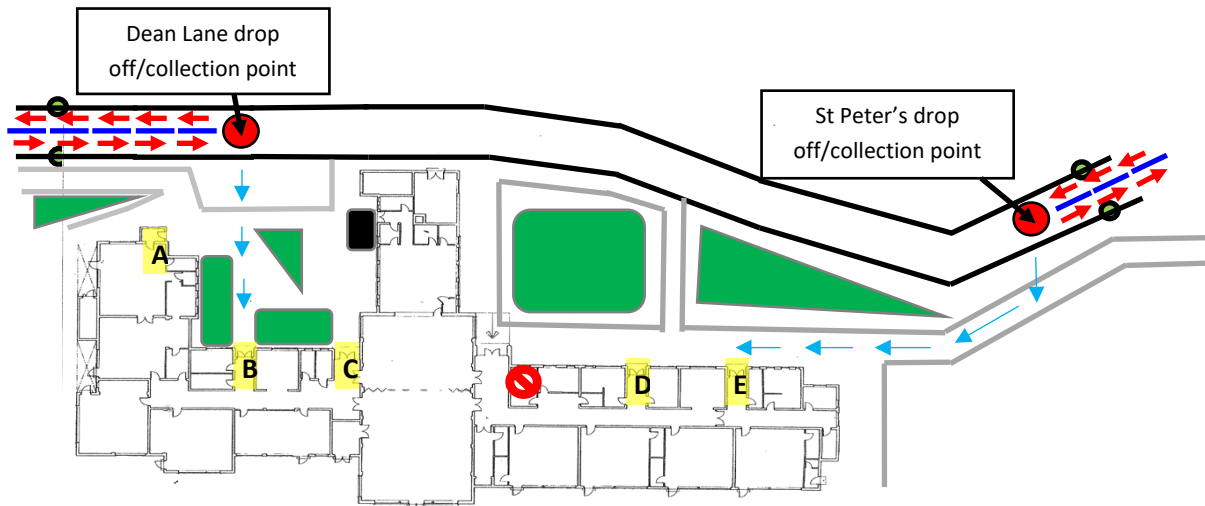 Dean Lane drop
off/collection point
St Peter’s drop
off/collection point
A
B
C
D
E